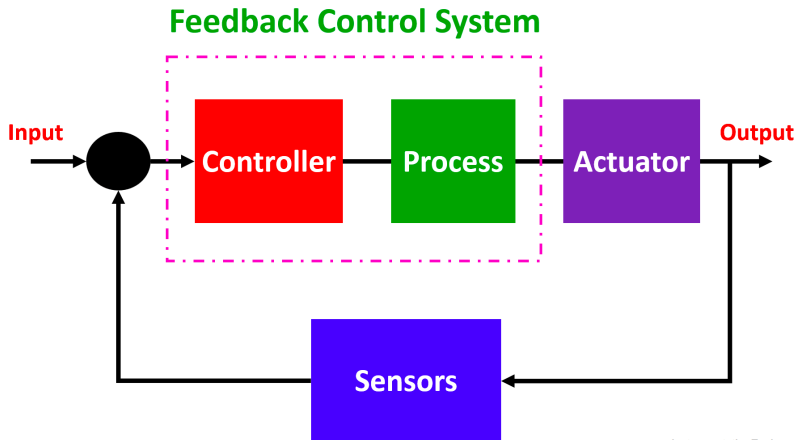 Feedback Control System
Input
Controller
Process
Actuator
Output
Sensors